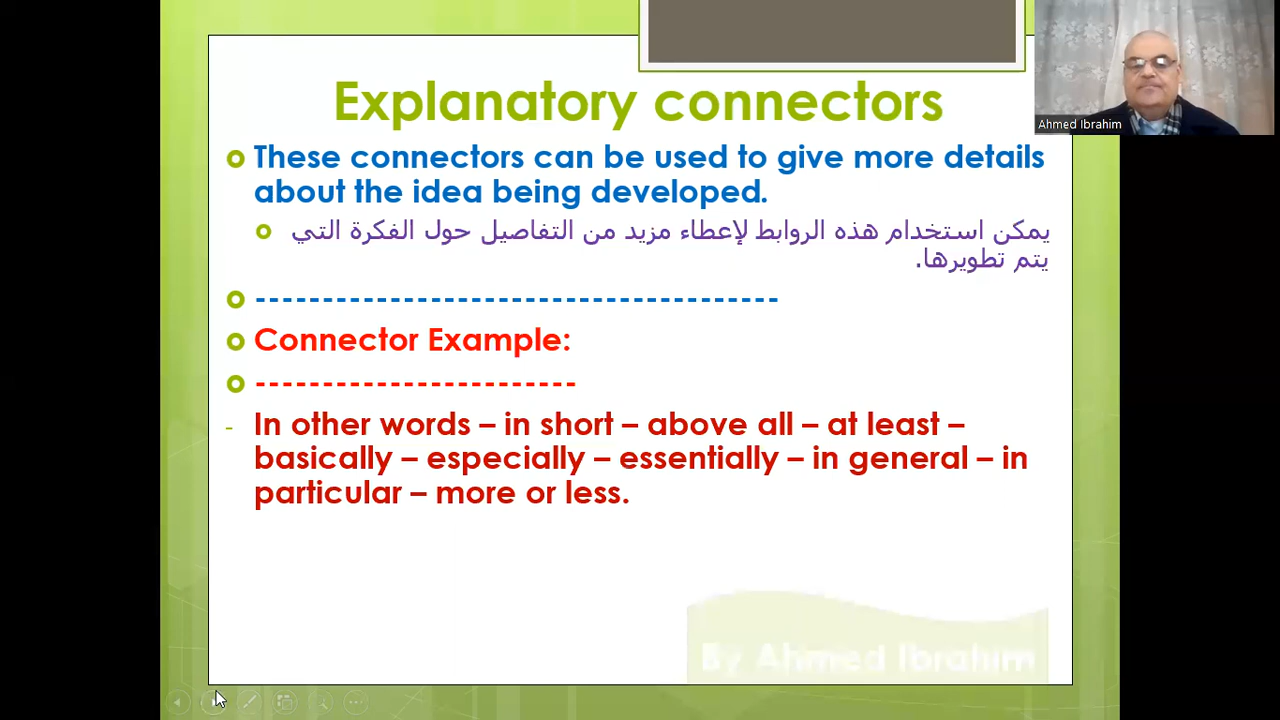 Explanatory connectors
Ahmed Ibrahim
These connectors can be used to give more details
about the idea being developed.
يمكن استخدام هذه الروابط لإعطاء مزيد من التفاصيل حول الفكرة التي
يتم تطويرها.
---------------------------------------
Connector Example:
------------------------
- In other words – in short – above all – at least –
basically – especially – essentially – in general – in
particular – more or less.
By Ahmed Ibrahim